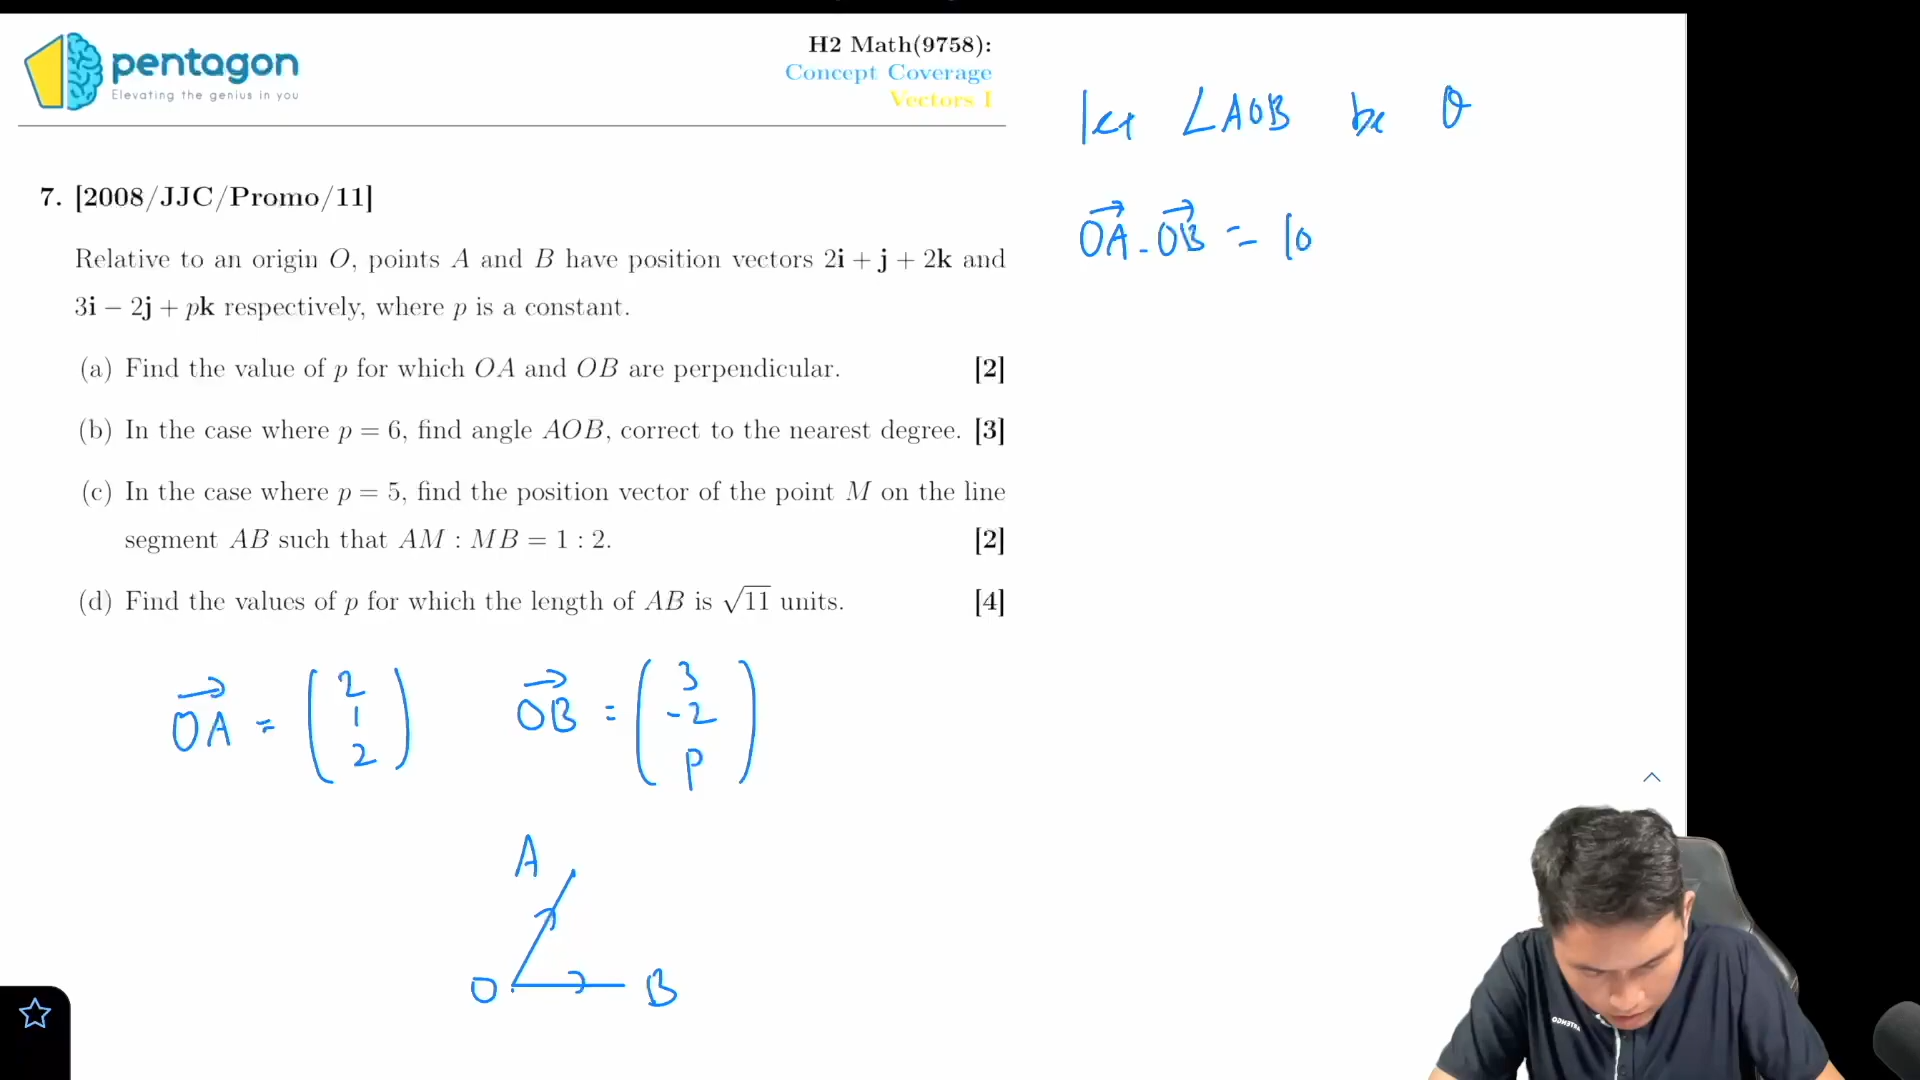 pentagon
Elevating the genius in you
H2 Math(9758):
Concept Coverage
Vectors I
7. [2008/JJC/Promo/11]
Relative to an origin O, points A and B have position vectors 2i + j + 2k and
3i − 2j + pk respectively, where p is a constant.
(a) Find the value of p for which OA and OB are perpendicular. [2]
(b) In the case where p = 6, find angle AOB, correct to the nearest degree. [3]
(c) In the case where p = 5, find the position vector of the point M on the line
segment AB such that AM : MB = 1 : 2. [2]
(d) Find the values of p for which the length of AB is √11 units. [4]
OA = (2 1 2) OB = (3 -2 p)
A
O B
let ∠AOB be θ
OA . OB = 10